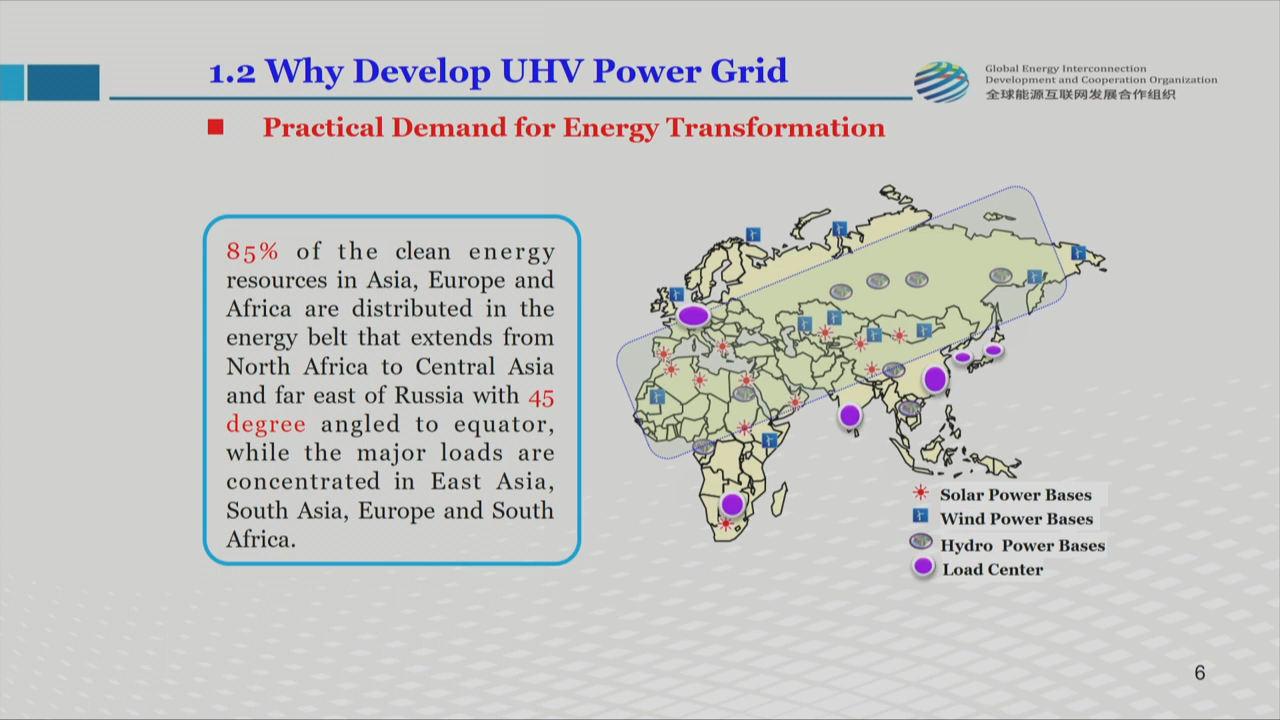 1.2 Why Develop UHV Power Grid
Global Energy Interconnection
Development and Cooperation Organization
全球能源互联网发展合作组织
Practical Demand for Energy Transformation
85% of the clean energy
resources in Asia, Europe and
Africa are distributed in the
energy belt that extends from
North Africa to Central Asia
and far east of Russia with 45
degree angled to equator,
while the major loads are
concentrated in East Asia,
South Asia, Europe and South
Africa.
Solar Power Bases
Wind Power Bases
Hydro Power Bases
Load Center
6